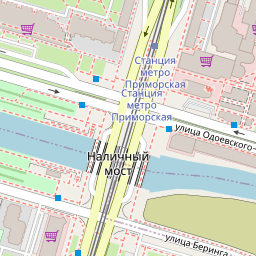 Станция
метро
Приморская
Станция
метро
Приморская
улица Одоевского
Наличный
мост
улица Беринга